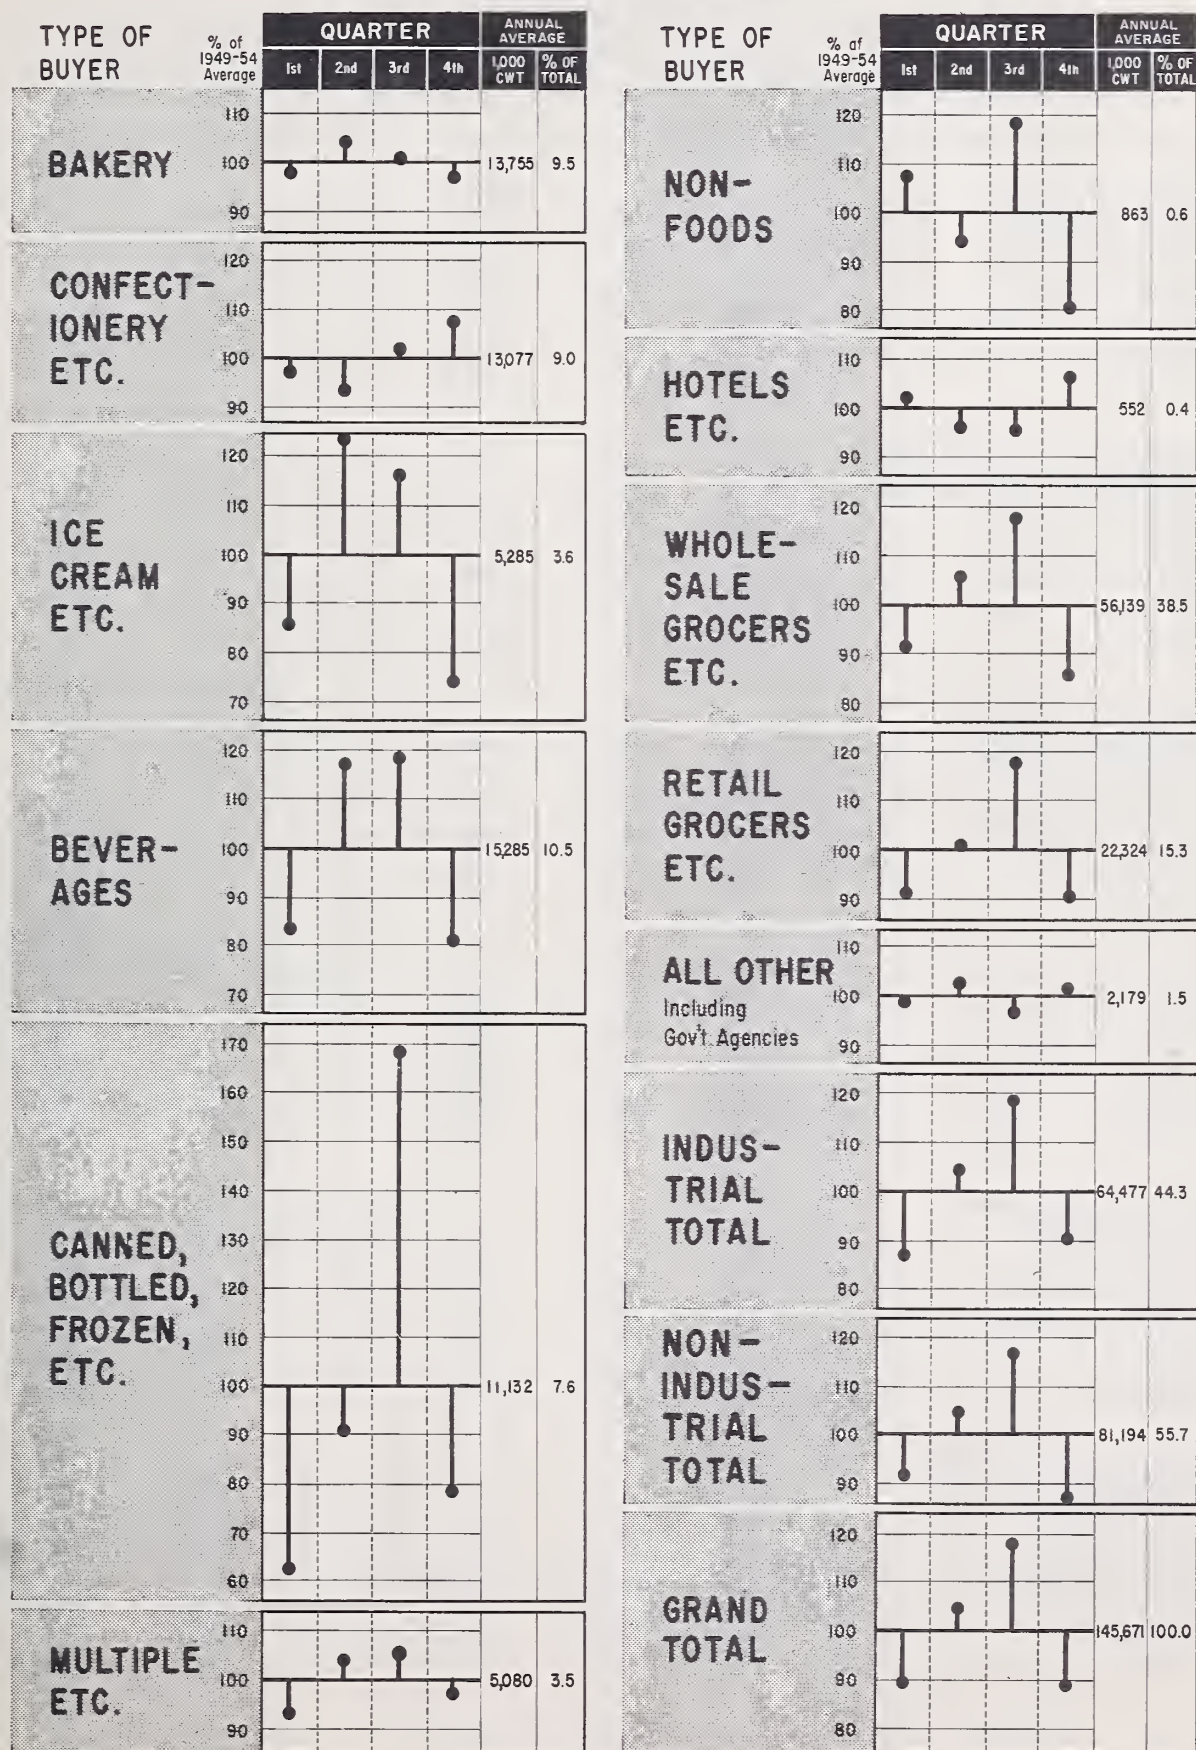 TYPE OF
BUYER
% of
1949-54
Average
QUARTER
1st 2nd 3rd 4th
ANNUAL
AVERAGE
1,000
CWT
% OF
TOTAL
BAKERY
110
100
90
13,755 9.5
CONFECT-
IONERY
ETC.
120
110
100
90
13,077 9.0
ICE
CREAM
ETC.
120
110
100
90
80
70
5,285 3.6
BEVER-
AGES
120
110
100
90
80
70
15,285 10.5
CANNED,
BOTTLED,
FROZEN,
ETC.
170
160
150
140
130
120
110
100
90
80
70
60
11,132 7.6
MULTIPLE
ETC.
110
100
90
5,080 3.5
TYPE OF
BUYER
% of
1949-54
Average
QUARTER
1st 2nd 3rd 4th
ANNUAL
AVERAGE
1,000
CWT
% OF
TOTAL
NON-
FOODS
120
110
100
90
80
863 0.6
HOTELS
ETC.
110
100
90
552 0.4
WHOLE-
SALE
GROCERS
ETC.
120
110
100
90
80
56,139 38.5
RETAIL
GROCERS
ETC.
120
110
100
90
22,324 15.3
ALL OTHER
Including
Gov't. Agencies
110
100
90
2,179 1.5
INDUS-
TRIAL
TOTAL
120
110
100
90
80
64,477 44.3
NON-
INDUS-
TRIAL
TOTAL
120
110
100
90
81,194 55.7
GRAND
TOTAL
120
110
100
90
80
145,671 100.0